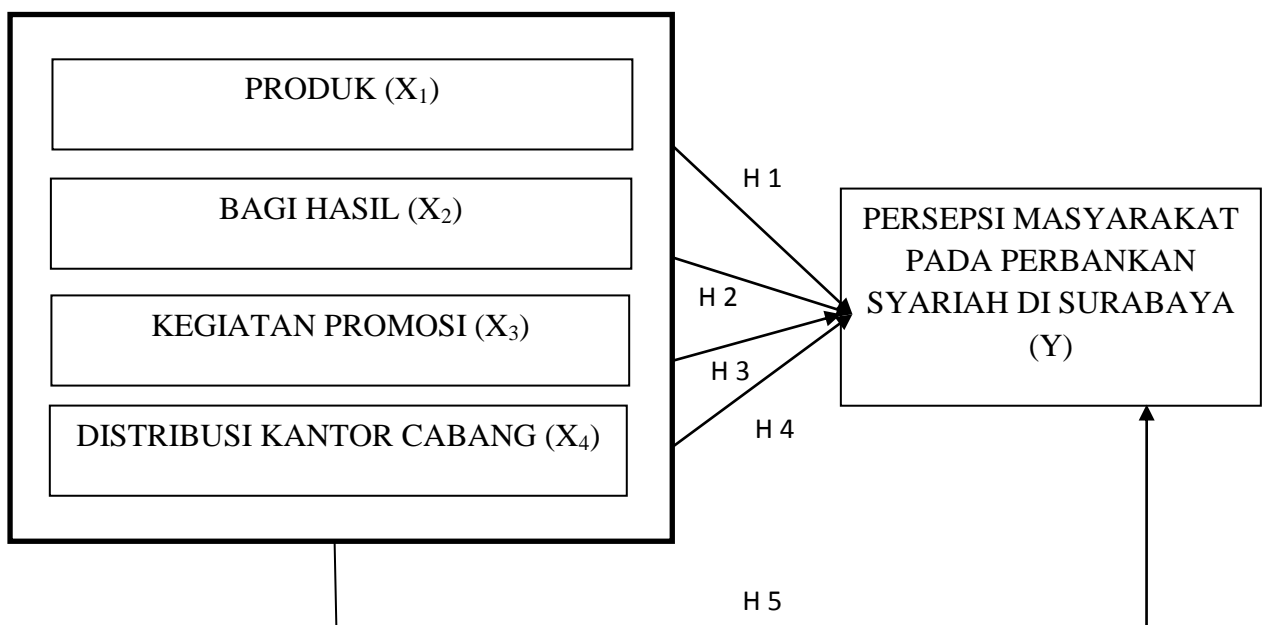 PRODUK (X₁)
BAGI HASIL (X₂)
KEGIATAN PROMOSI (X₃)
DISTRIBUSI KANTOR CABANG (X₄)
H 1
H 2
H 3
H 4
PERSEPSI MASYARAKAT
PADA PERBANKAN
SYARIAH DI SURABAYA
(Y)
H 5